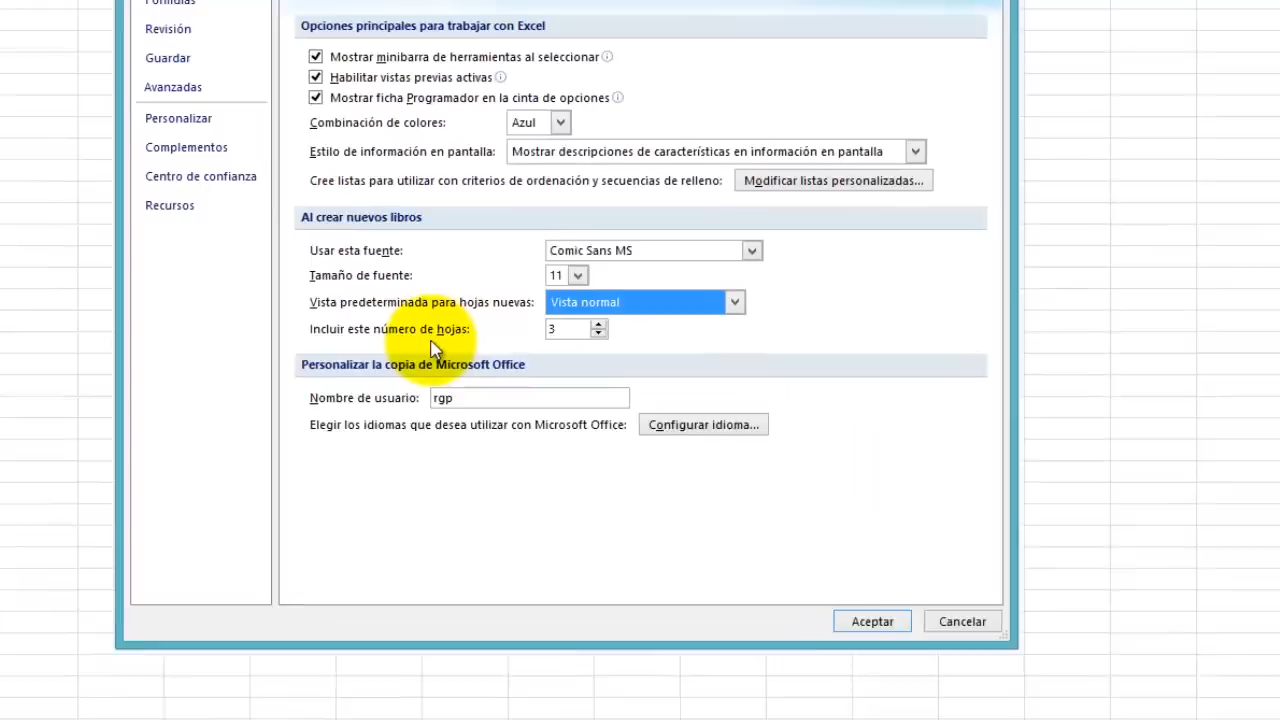 Fórmulas
Revisión
Guardar
Avanzadas
Personalizar
Complementos
Centro de confianza
Recursos
Opciones principales para trabajar con Excel
Mostrar minibarra de herramientas al seleccionar
Habilitar vistas previas activas
Mostrar ficha Programador en la cinta de opciones
Combinación de colores: Azul
Estilo de información en pantalla: Mostrar descripciones de características en información en pantalla
Cree listas para utilizar con criterios de ordenación y secuencias de relleno: Modificar listas personalizadas...
Al crear nuevos libros
Usar esta fuente: Comic Sans MS
Tamaño de fuente: 11
Vista predeterminada para hojas nuevas: Vista normal
Incluir este número de hojas: 3
Personalizar la copia de Microsoft Office
Nombre de usuario: rgp
Elegir los idiomas que desea utilizar con Microsoft Office: Configurar idioma...
Aceptar Cancelar